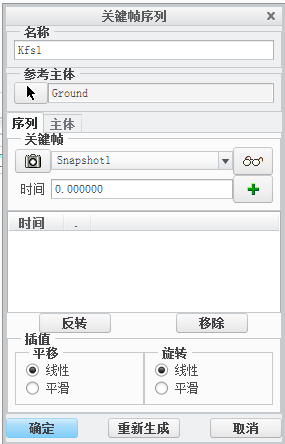 关键帧序列
名称
Kfs1
参考主体
Ground
序列 主体
关键帧
Snapshot1
时间 0.000000
时间 .
反转 移除
插值
平移 旋转
线性 线性
平滑 平滑
确定 重新生成 取消